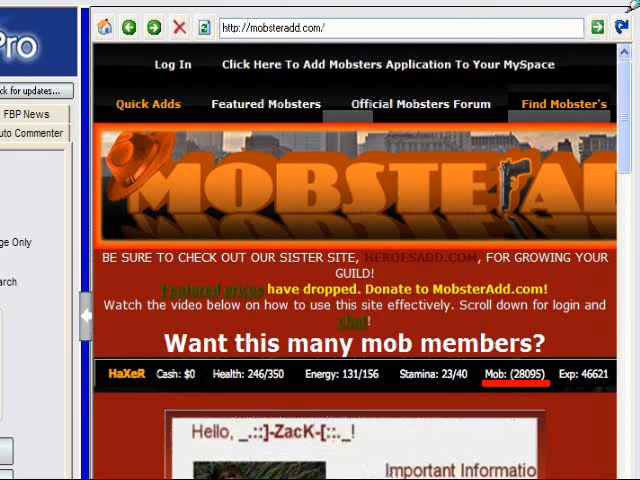 Pro
http://mobsteradd.com/
ck for updates...
FBP News
uto Commenter
ge Only
arch
Log In Click Here To Add Mobsters Application To Your MySpace
Quick Adds Featured Mobsters Official Mobsters Forum Find Mobster's
MOBSTERAD
BE SURE TO CHECK OUT OUR SISTER SITE, HEROESADD.COM, FOR GROWING YOUR
GUILD!
Featured prices have dropped. Donate to MobsterAdd.com!
Watch the video below on how to use this site effectively. Scroll down for login and
chat!
Want this many mob members?
HaXeR Cash: $0 Health: 246/350 Energy: 131/156 Stamina: 23/40 Mob: (28095) Exp: 46621
Hello, _.::]-ZacK-[::._!
Important Informatio